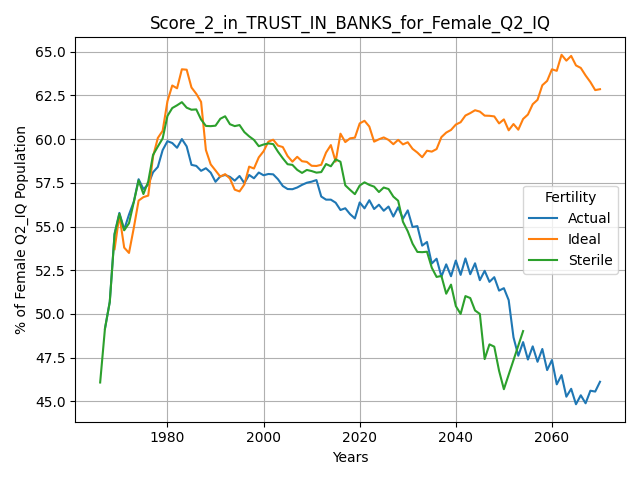 Score_2_in_TRUST_IN_BANKS_for_Female_Q2_IQ
% of Female Q2_IQ Population
65.0
62.5
60.0
57.5
55.0
52.5
50.0
47.5
45.0
Fertility
Actual
Ideal
Sterile
1980
2000
2020
2040
2060
Years